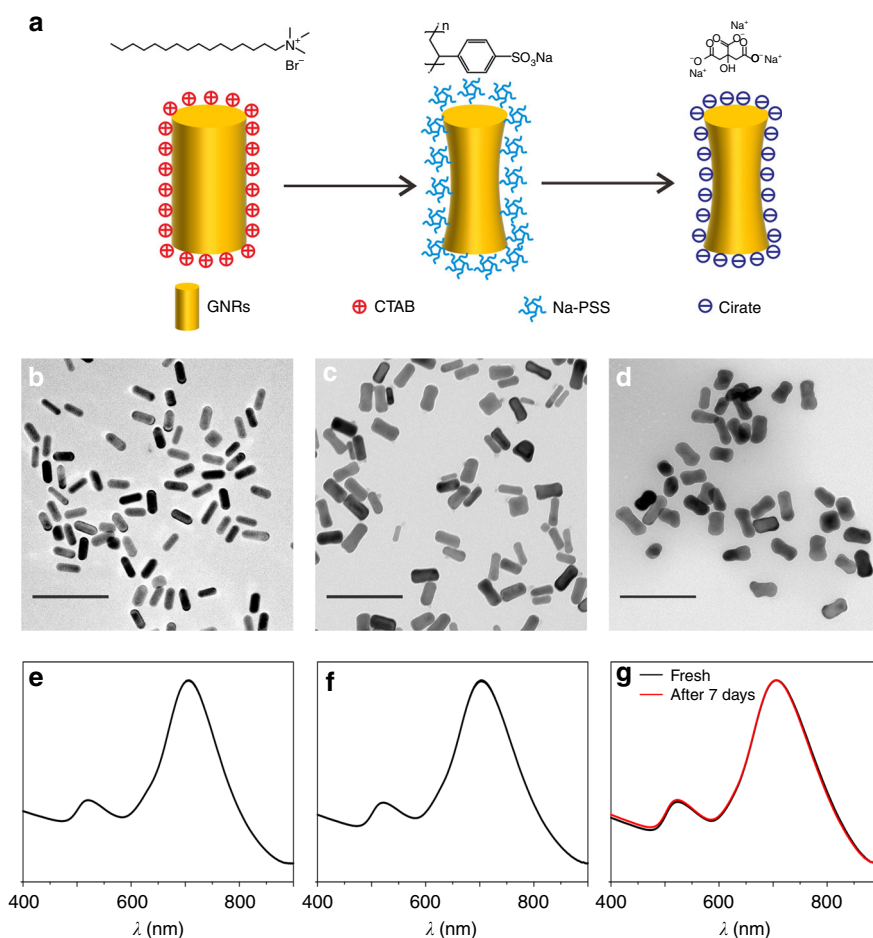 a
n
N⁺
Br⁻
SO₃Na
Na⁺
O⁻
O
O
O
⁻O
O⁻ Na⁺
Na⁺
OH
GNRs
CTAB
Na-PSS
Cirate
b
c
d
e
f
g
Fresh
After 7 days
400
600
800
400
600
800
400
600
800
λ (nm)
λ (nm)
λ (nm)